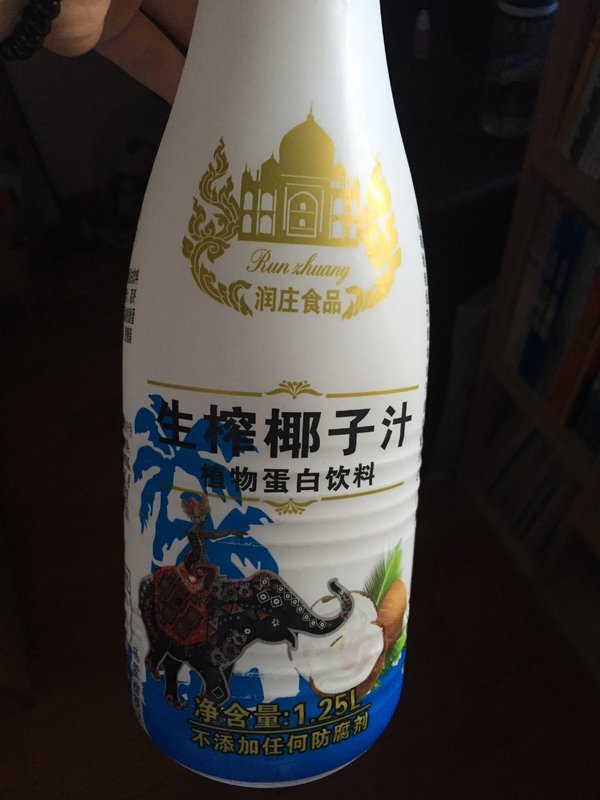 Run zhuang
润庄食品
生榨椰子汁
植物蛋白饮料
净含量:1.25L
不添加任何防腐剂